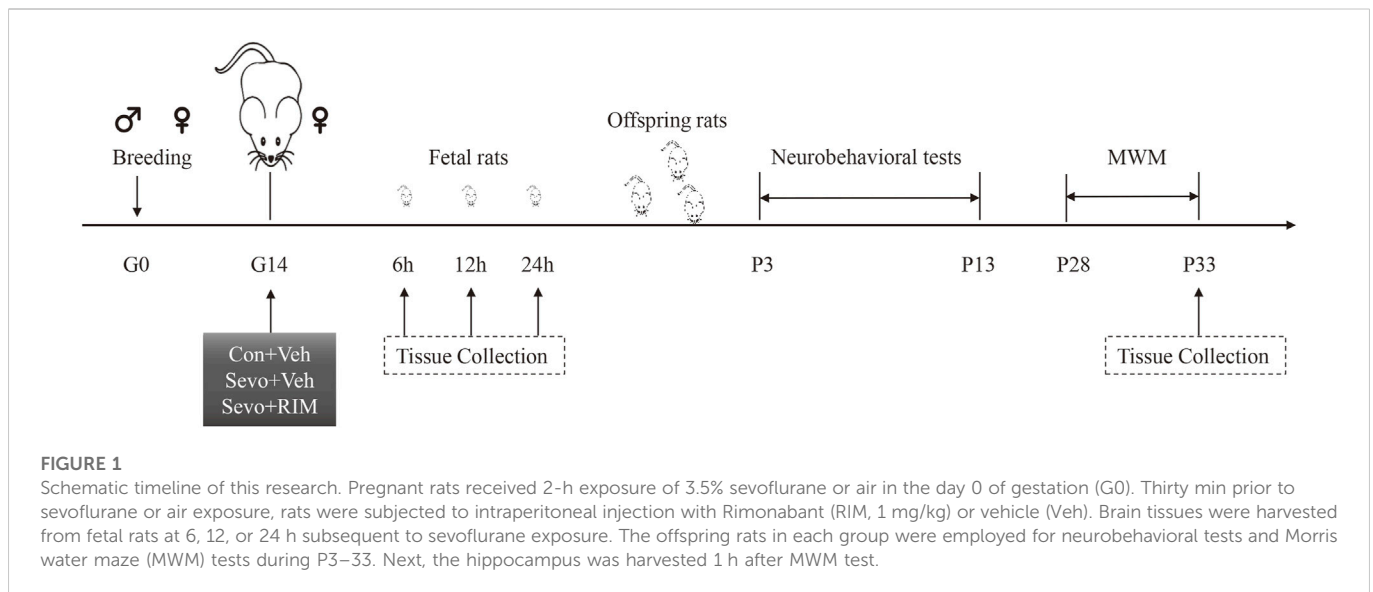 ♂ ♀ ♀
Breeding
Fetal rats
Offspring rats
Neurobehavioral tests
MWM
G0 G14 6h 12h 24h P3 P13 P28 P33
Con+Veh
Sevo+Veh
Sevo+RIM
Tissue Collection
Tissue Collection
FIGURE 1
Schematic timeline of this research. Pregnant rats received 2-h exposure of 3.5% sevoflurane or air in the day 0 of gestation (G0). Thirty min prior to
sevoflurane or air exposure, rats were subjected to intraperitoneal injection with Rimonabant (RIM, 1 mg/kg) or vehicle (Veh). Brain tissues were harvested
from fetal rats at 6, 12, or 24 h subsequent to sevoflurane exposure. The offspring rats in each group were employed for neurobehavioral tests and Morris
water maze (MWM) tests during P3–33. Next, the hippocampus was harvested 1 h after MWM test.